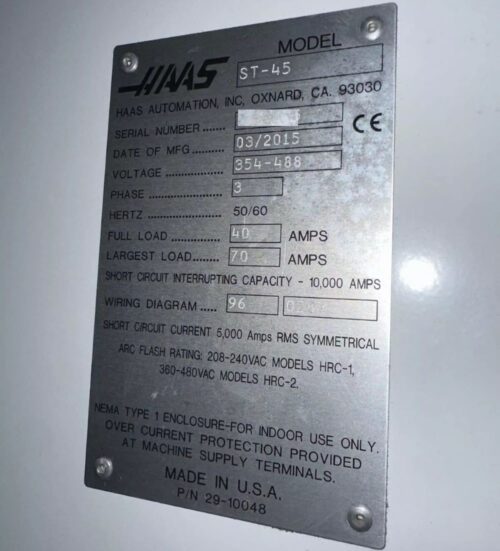 HAAS
MODEL
ST-45
HAAS AUTOMATION, INC. OXNARD, CA. 93030
SERIAL NUMBER ......
CE
DATE OF MFG ......... 03/2015
VOLTAGE ............... 354-488
PHASE .................. 3
HERTZ .................. 50/60
FULL LOAD ............. 40 AMPS
LARGEST LOAD ....... 70 AMPS
SHORT CIRCUIT INTERRUPTING CAPACITY - 10,000 AMPS
WIRING DIAGRAM ..... 96
SHORT CIRCUIT CURRENT 5,000 Amps RMS SYMMETRICAL
ARC FLASH RATING: 208-240VAC MODELS HRC-1,
360-480VAC MODELS HRC-2.
NEMA TYPE 1 ENCLOSURE-FOR INDOOR USE ONLY.
OVER CURRENT PROTECTION PROVIDED
AT MACHINE SUPPLY TERMINALS.
MADE IN U.S.A.
P/N 29-10048